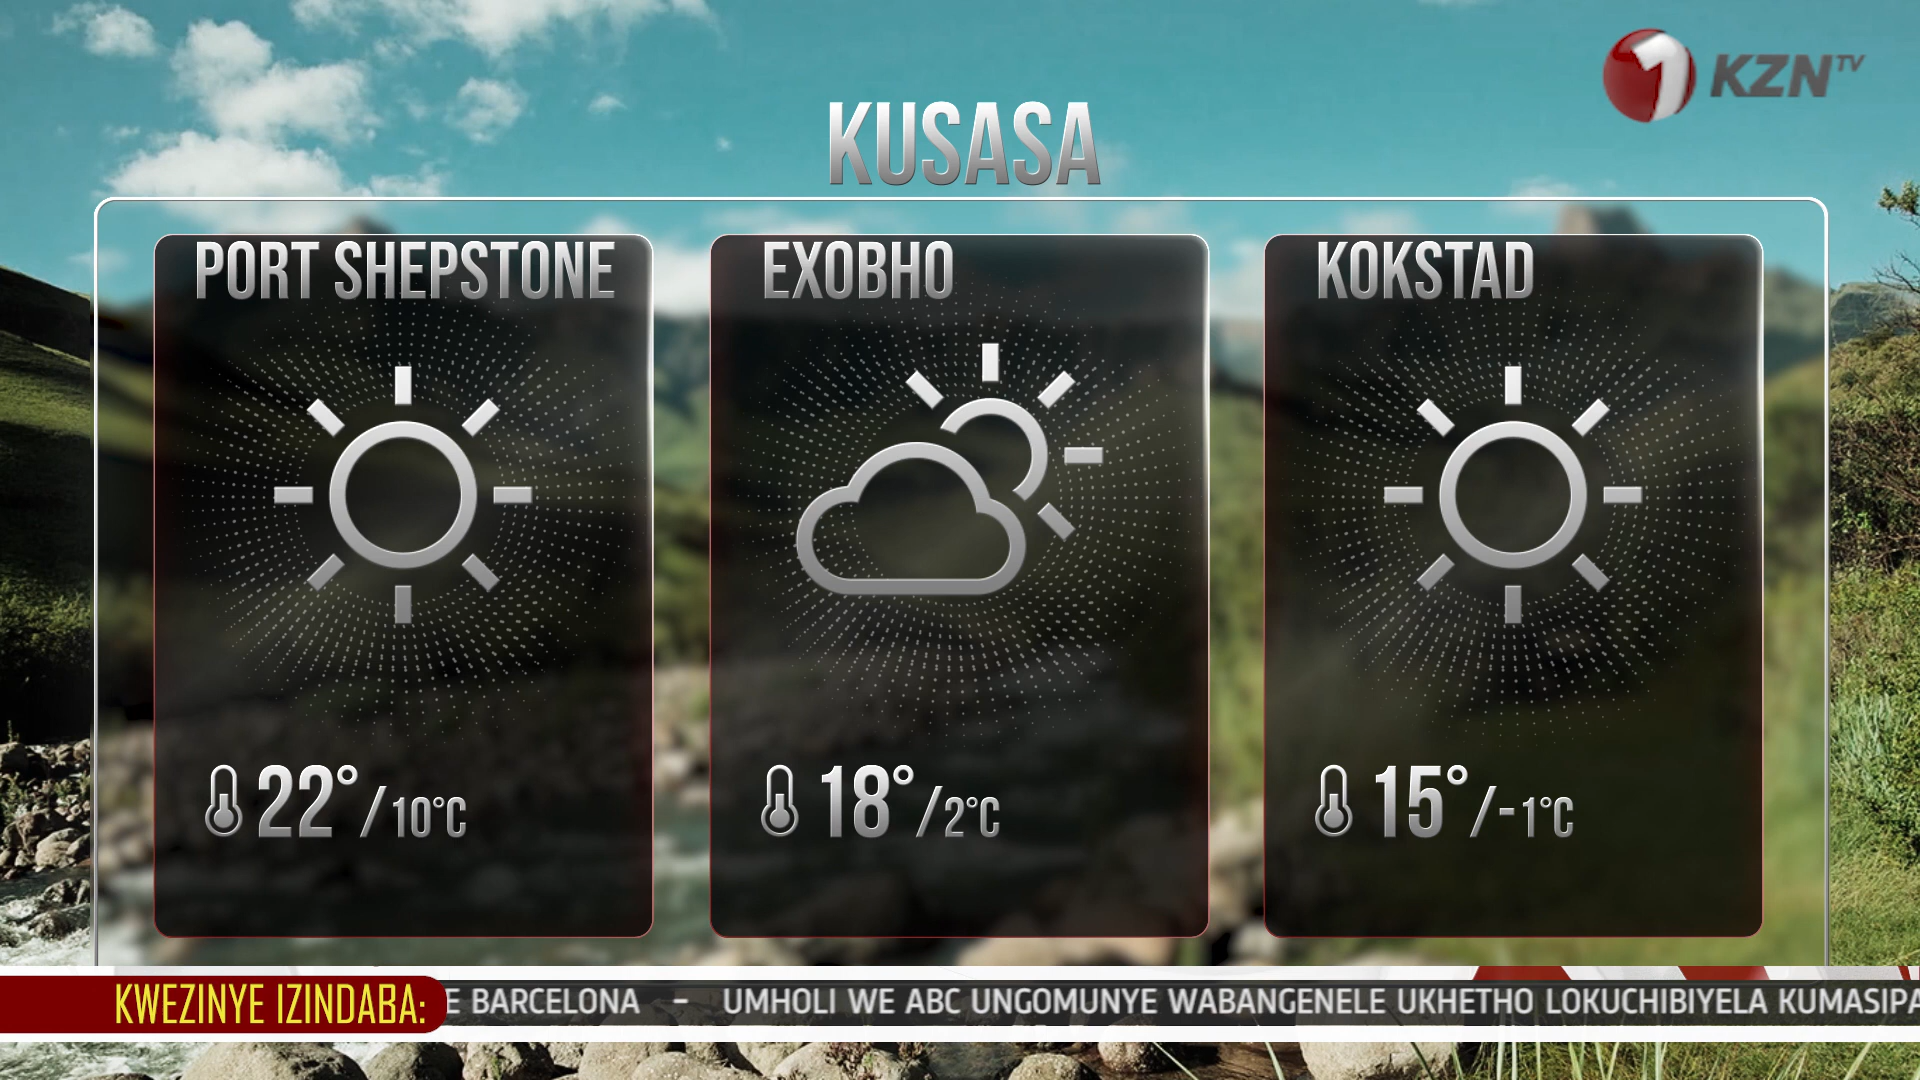 1 KZN TV
KUSASA
PORT SHEPSTONE
22°/10°C
EXOBHO
18°/2°C
KOKSTAD
15°/-1°C
KWEZINYE IZINDABA: E BARCELONA - UMHOLI WE ABC UNGOMUNYE WABANGENELE UKHETHO LOKUCHIBIYELA KUMASIPA